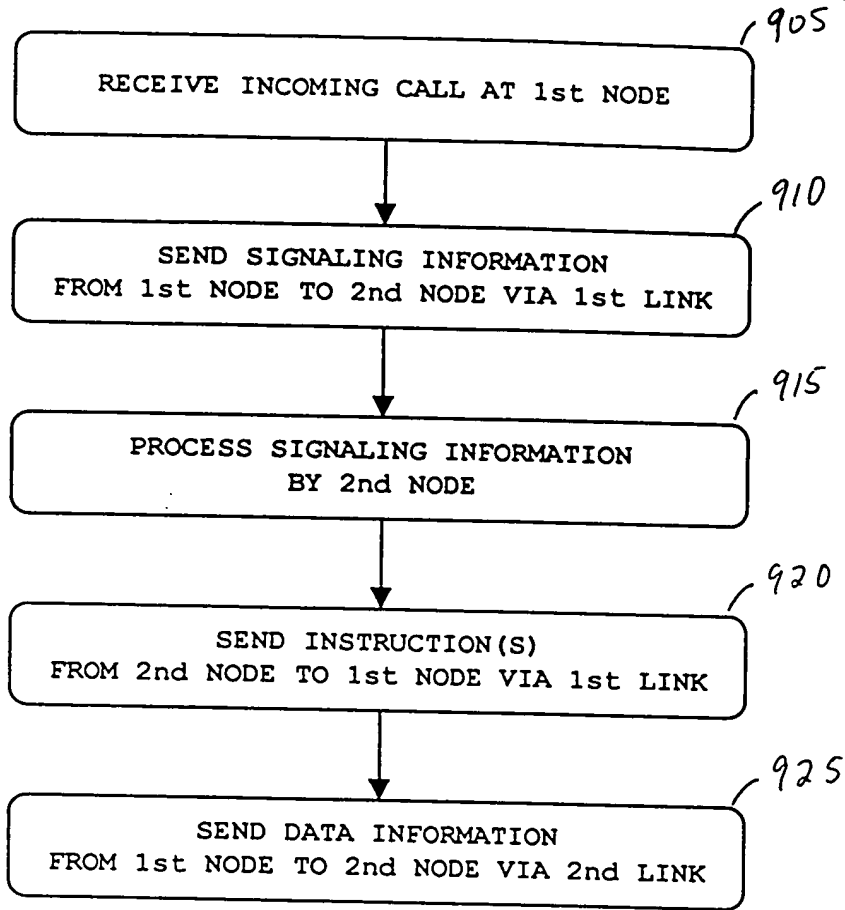 905
RECEIVE INCOMING CALL AT 1st NODE
910
SEND SIGNALING INFORMATION
FROM 1st NODE TO 2nd NODE VIA 1st LINK
915
PROCESS SIGNALING INFORMATION
BY 2nd NODE
920
SEND INSTRUCTION(S)
FROM 2nd NODE TO 1st NODE VIA 1st LINK
925
SEND DATA INFORMATION
FROM 1st NODE TO 2nd NODE VIA 2nd LINK